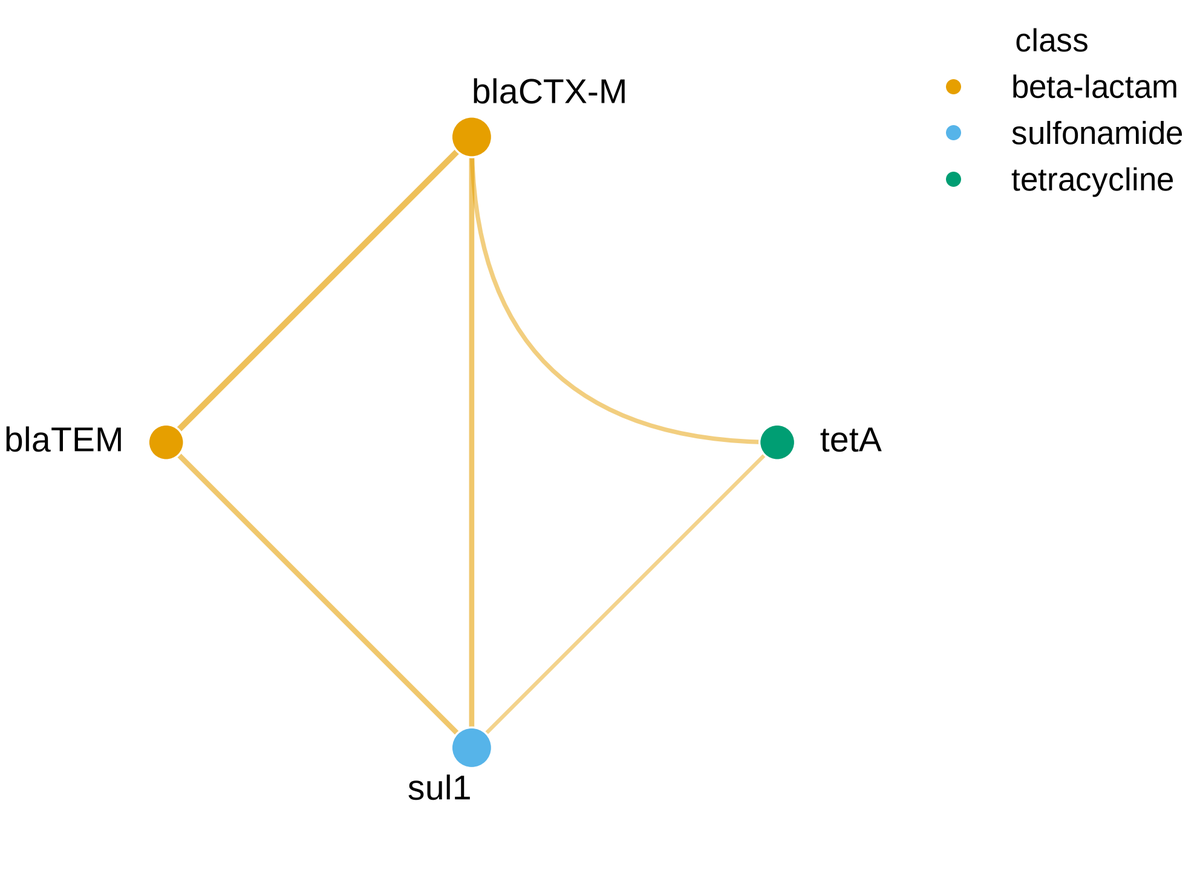 class
beta-lactam
sulfonamide
tetracycline
blaCTX-M
blaTEM
tetA
sul1